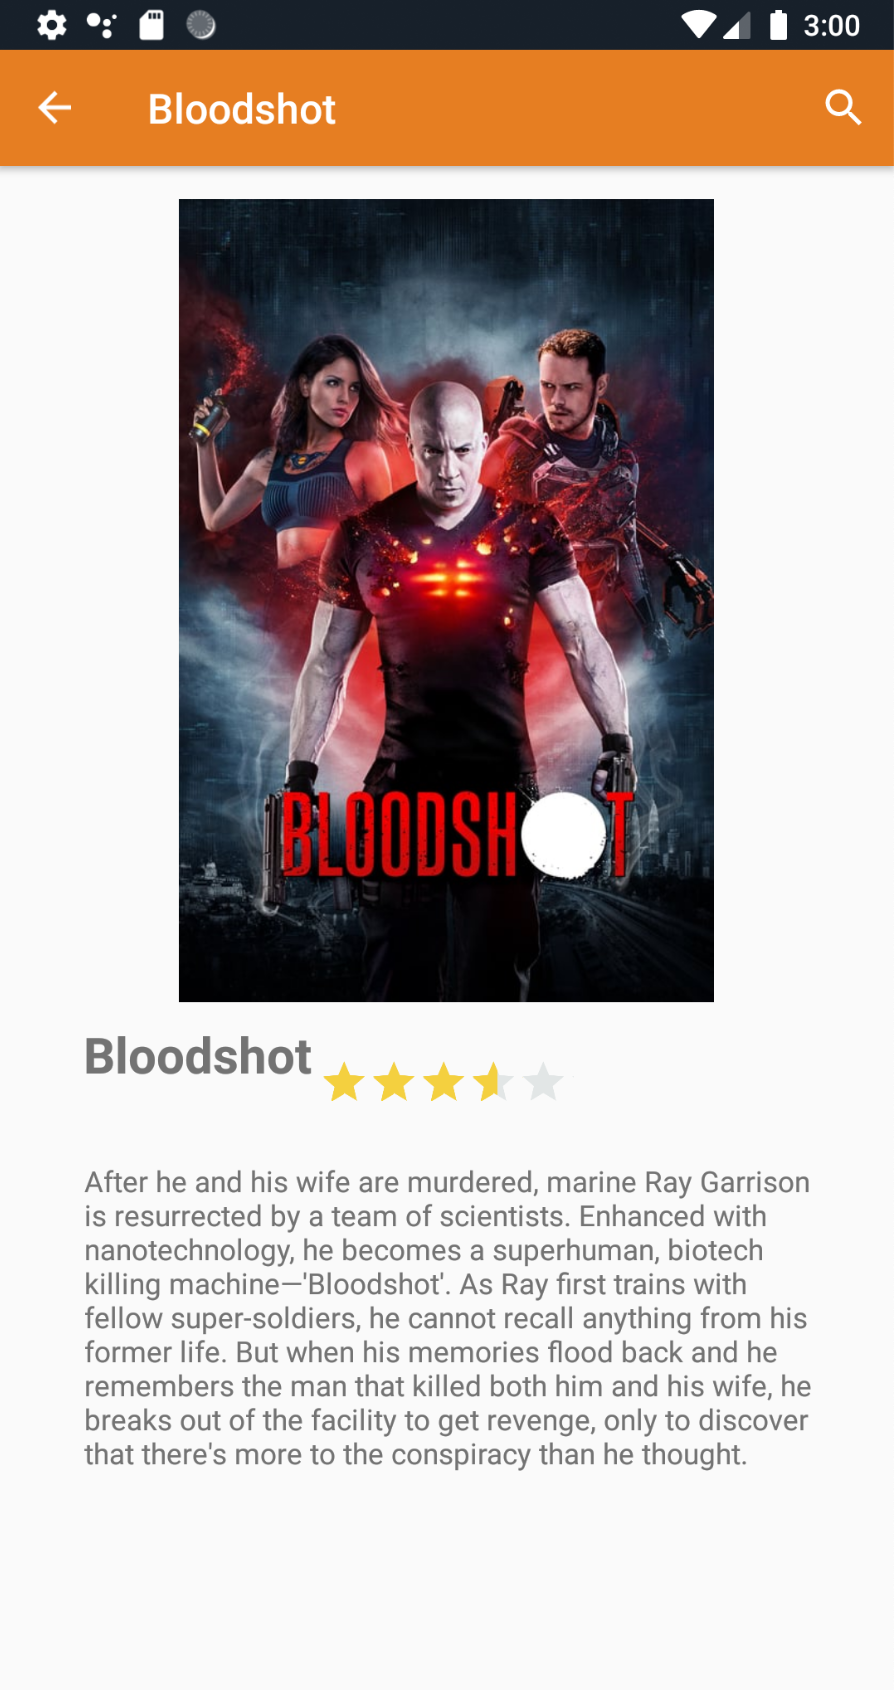 3:00
Bloodshot
BLOODSHOT
Bloodshot
After he and his wife are murdered, marine Ray Garrison
is resurrected by a team of scientists. Enhanced with
nanotechnology, he becomes a superhuman, biotech
killing machine—'Bloodshot'. As Ray first trains with
fellow super-soldiers, he cannot recall anything from his
former life. But when his memories flood back and he
remembers the man that killed both him and his wife, he
breaks out of the facility to get revenge, only to discover
that there's more to the conspiracy than he thought.